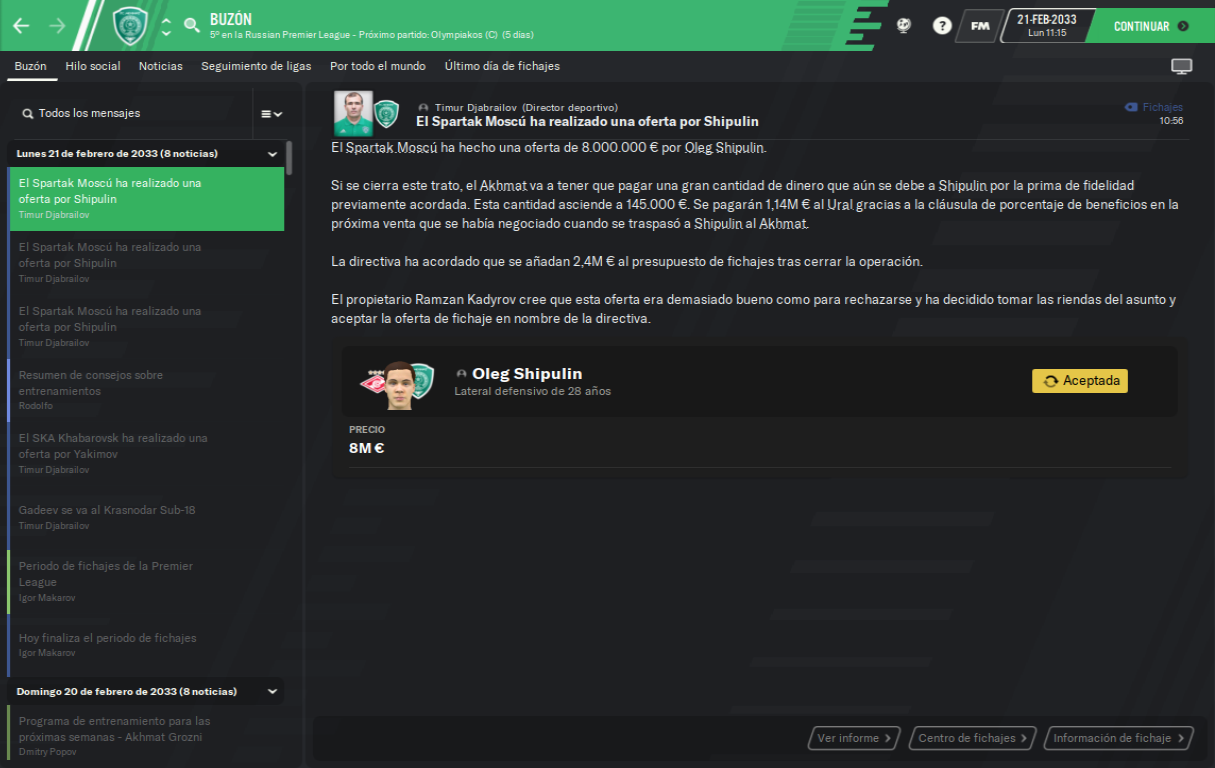 BUZÓN
5º en la Russian Premier League - Próximo partido: Olympiakos (C) (5 días)
FM
21-FEB-2033
Lun 11:15
CONTINUAR
Buzón Hilo social Noticias Seguimiento de ligas Por todo el mundo Último día de fichajes
Todos los mensajes
Lunes 21 de febrero de 2033 (8 noticias)
El Spartak Moscú ha realizado una
oferta por Shipulin
Timur Djabrailov
El Spartak Moscú ha realizado una
oferta por Shipulin
Timur Djabrailov
El Spartak Moscú ha realizado una
oferta por Shipulin
Timur Djabrailov
Resumen de consejos sobre
entrenamientos
Rodolfo
El SKA Khabarovsk ha realizado una
oferta por Yakimov
Timur Djabrailov
Gadeev se va al Krasnodar Sub-18
Timur Djabrailov
Periodo de fichajes de la Premier
League
Igor Makarov
Hoy finaliza el periodo de fichajes
Igor Makarov
Domingo 20 de febrero de 2033 (8 noticias)
Programa de entrenamiento para las
próximas semanas - Akhmat Grozni
Dmitry Popov
Timur Djabrailov (Director deportivo)
El Spartak Moscú ha realizado una oferta por Shipulin
Fichajes
10:56
El Spartak Moscú ha hecho una oferta de 8.000.000 € por Oleg Shipulin.
Si se cierra este trato, el Akhmat va a tener que pagar una gran cantidad de dinero que aún se debe a Shipulin por la prima de fidelidad
previamente acordada. Esta cantidad asciende a 145.000 €. Se pagarán 1,14M € al Ural gracias a la cláusula de porcentaje de beneficios en la
próxima venta que se había negociado cuando se traspasó a Shipulin al Akhmat.
La directiva ha acordado que se añadan 2,4M € al presupuesto de fichajes tras cerrar la operación.
El propietario Ramzan Kadyrov cree que esta oferta era demasiado bueno como para rechazarse y ha decidido tomar las riendas del asunto y
aceptar la oferta de fichaje en nombre de la directiva.
Oleg Shipulin
Lateral defensivo de 28 años
Aceptada
PRECIO
8M €
Ver informe Centro de fichajes Información de fichaje